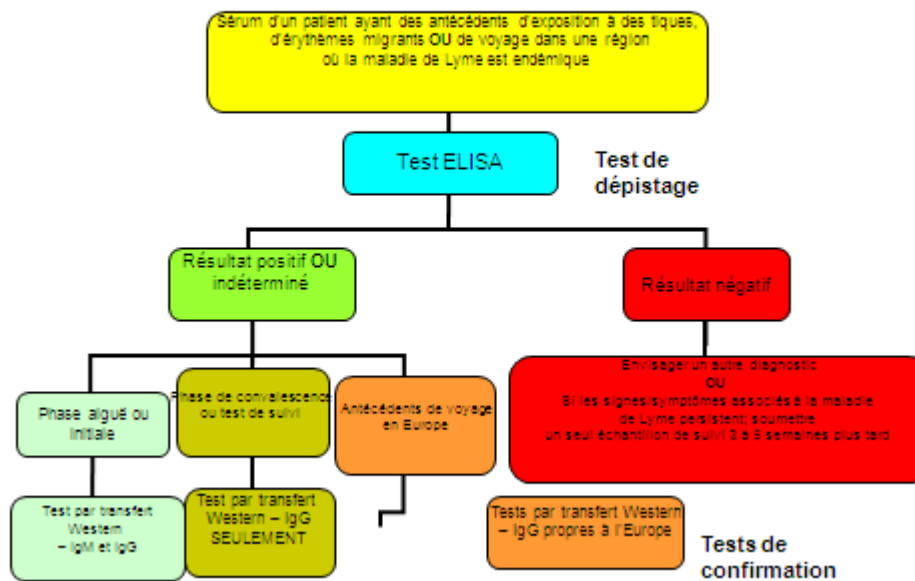 Sérum d'un patient ayant des antécédents d'exposition à des tiques,
d'érythèmes migrants OU de voyage dans une région
où la maladie de Lyme est endémique
Test ELISA
Test de
dépistage
Résultat positif OU
indéterminé
Résultat négatif
Phase aiguë ou
initiale
Phase de convalescence
ou test de suivi
Antécédents de voyage
en Europe
Envisager un autre diagnostic
OU
Si les signes/symptômes associés à la maladie
de Lyme persistent; soumettre
un seul échantillon de suivi 3 à 6 semaines plus tard
Test par transfert
Western
– IgM et IgG
Test par transfert
Western – IgG
SEULEMENT
Tests par transfert Western
– IgG propres à l'Europe
Tests de
confirmation